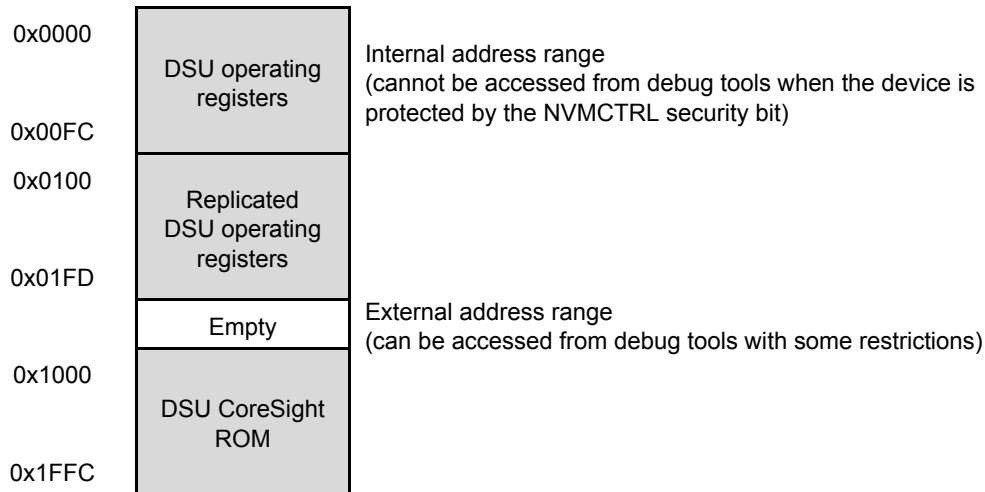 0x0000
DSU operating
registers
Internal address range
(cannot be accessed from debug tools when the device is
protected by the NVMCTRL security bit)
0x00FC
0x0100
Replicated
DSU operating
registers
0x01FD
Empty
External address range
(can be accessed from debug tools with some restrictions)
0x1000
DSU CoreSight
ROM
0x1FFC